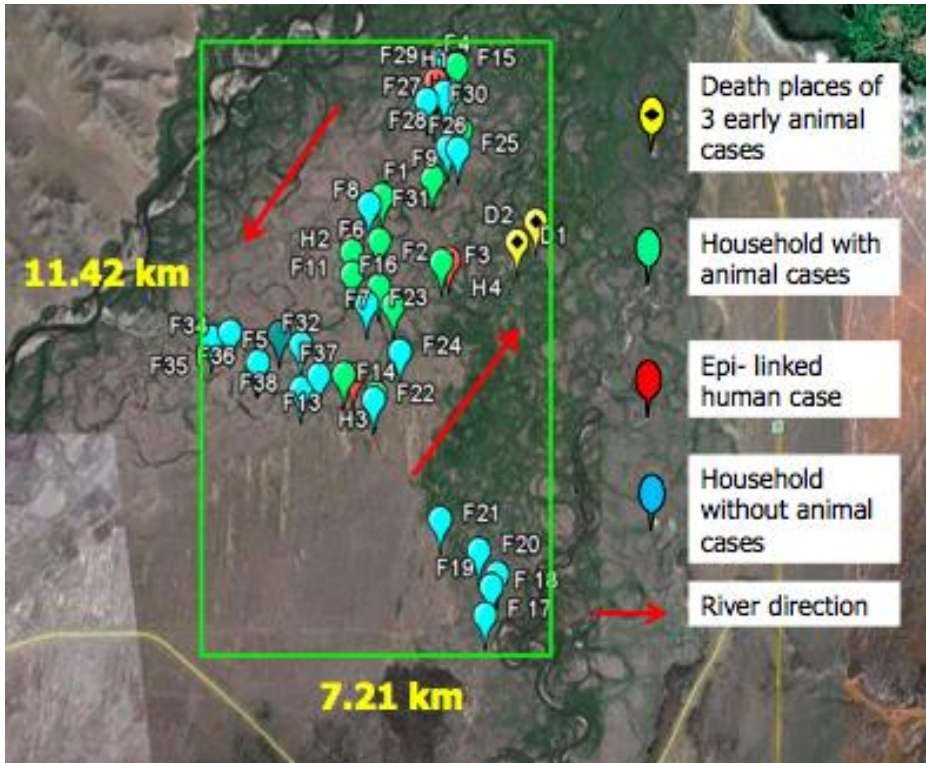 F4
F29
H1
F15
F27
F30
F28
F26
F25
F9
F1
F8
F31
D2
D1
F6
H2
F2
F3
F11
F16
H4
11.42 km
F7
F23
F34
F5
F32
F24
F35
F36
F37
F38
F14
F13
F22
H3
F21
F20
F19
F 18
F 17
7.21 km
Death places of
3 early animal
cases
Household with
animal cases
Epi- linked
human case
Household
without animal
cases
River direction